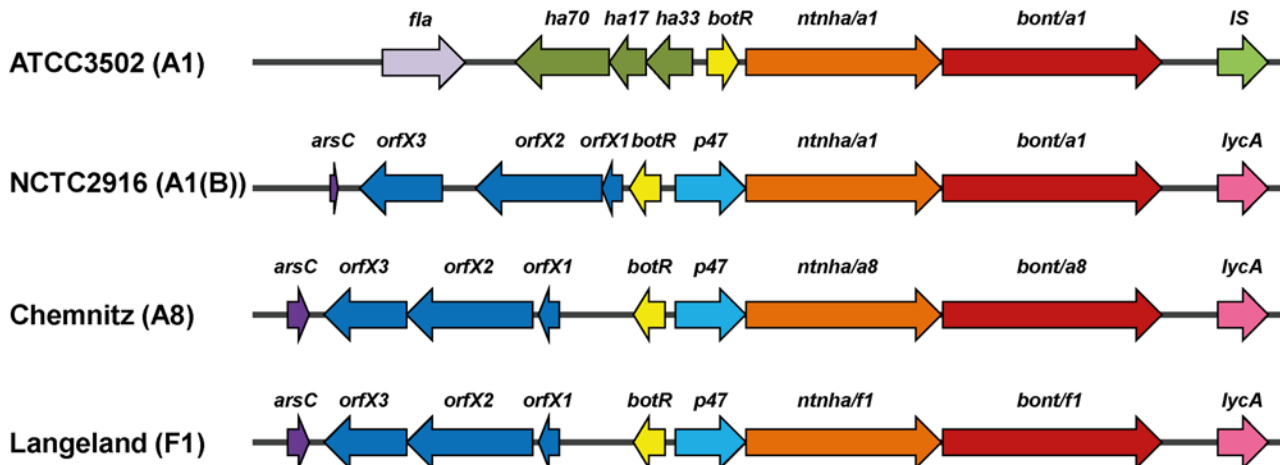 fla ha70 ha17 ha33 botR ntnha/a1 bont/a1 IS
ATCC3502 (A1)
arsC orfX3 orfX2 orfX1 botR p47 ntnha/a1 bont/a1 lycA
NCTC2916 (A1(B))
arsC orfX3 orfX2 orfX1 botR p47 ntnha/a8 bont/a8 lycA
Chemnitz (A8)
arsC orfX3 orfX2 orfX1 botR p47 ntnha/f1 bont/f1 lycA
Langeland (F1)